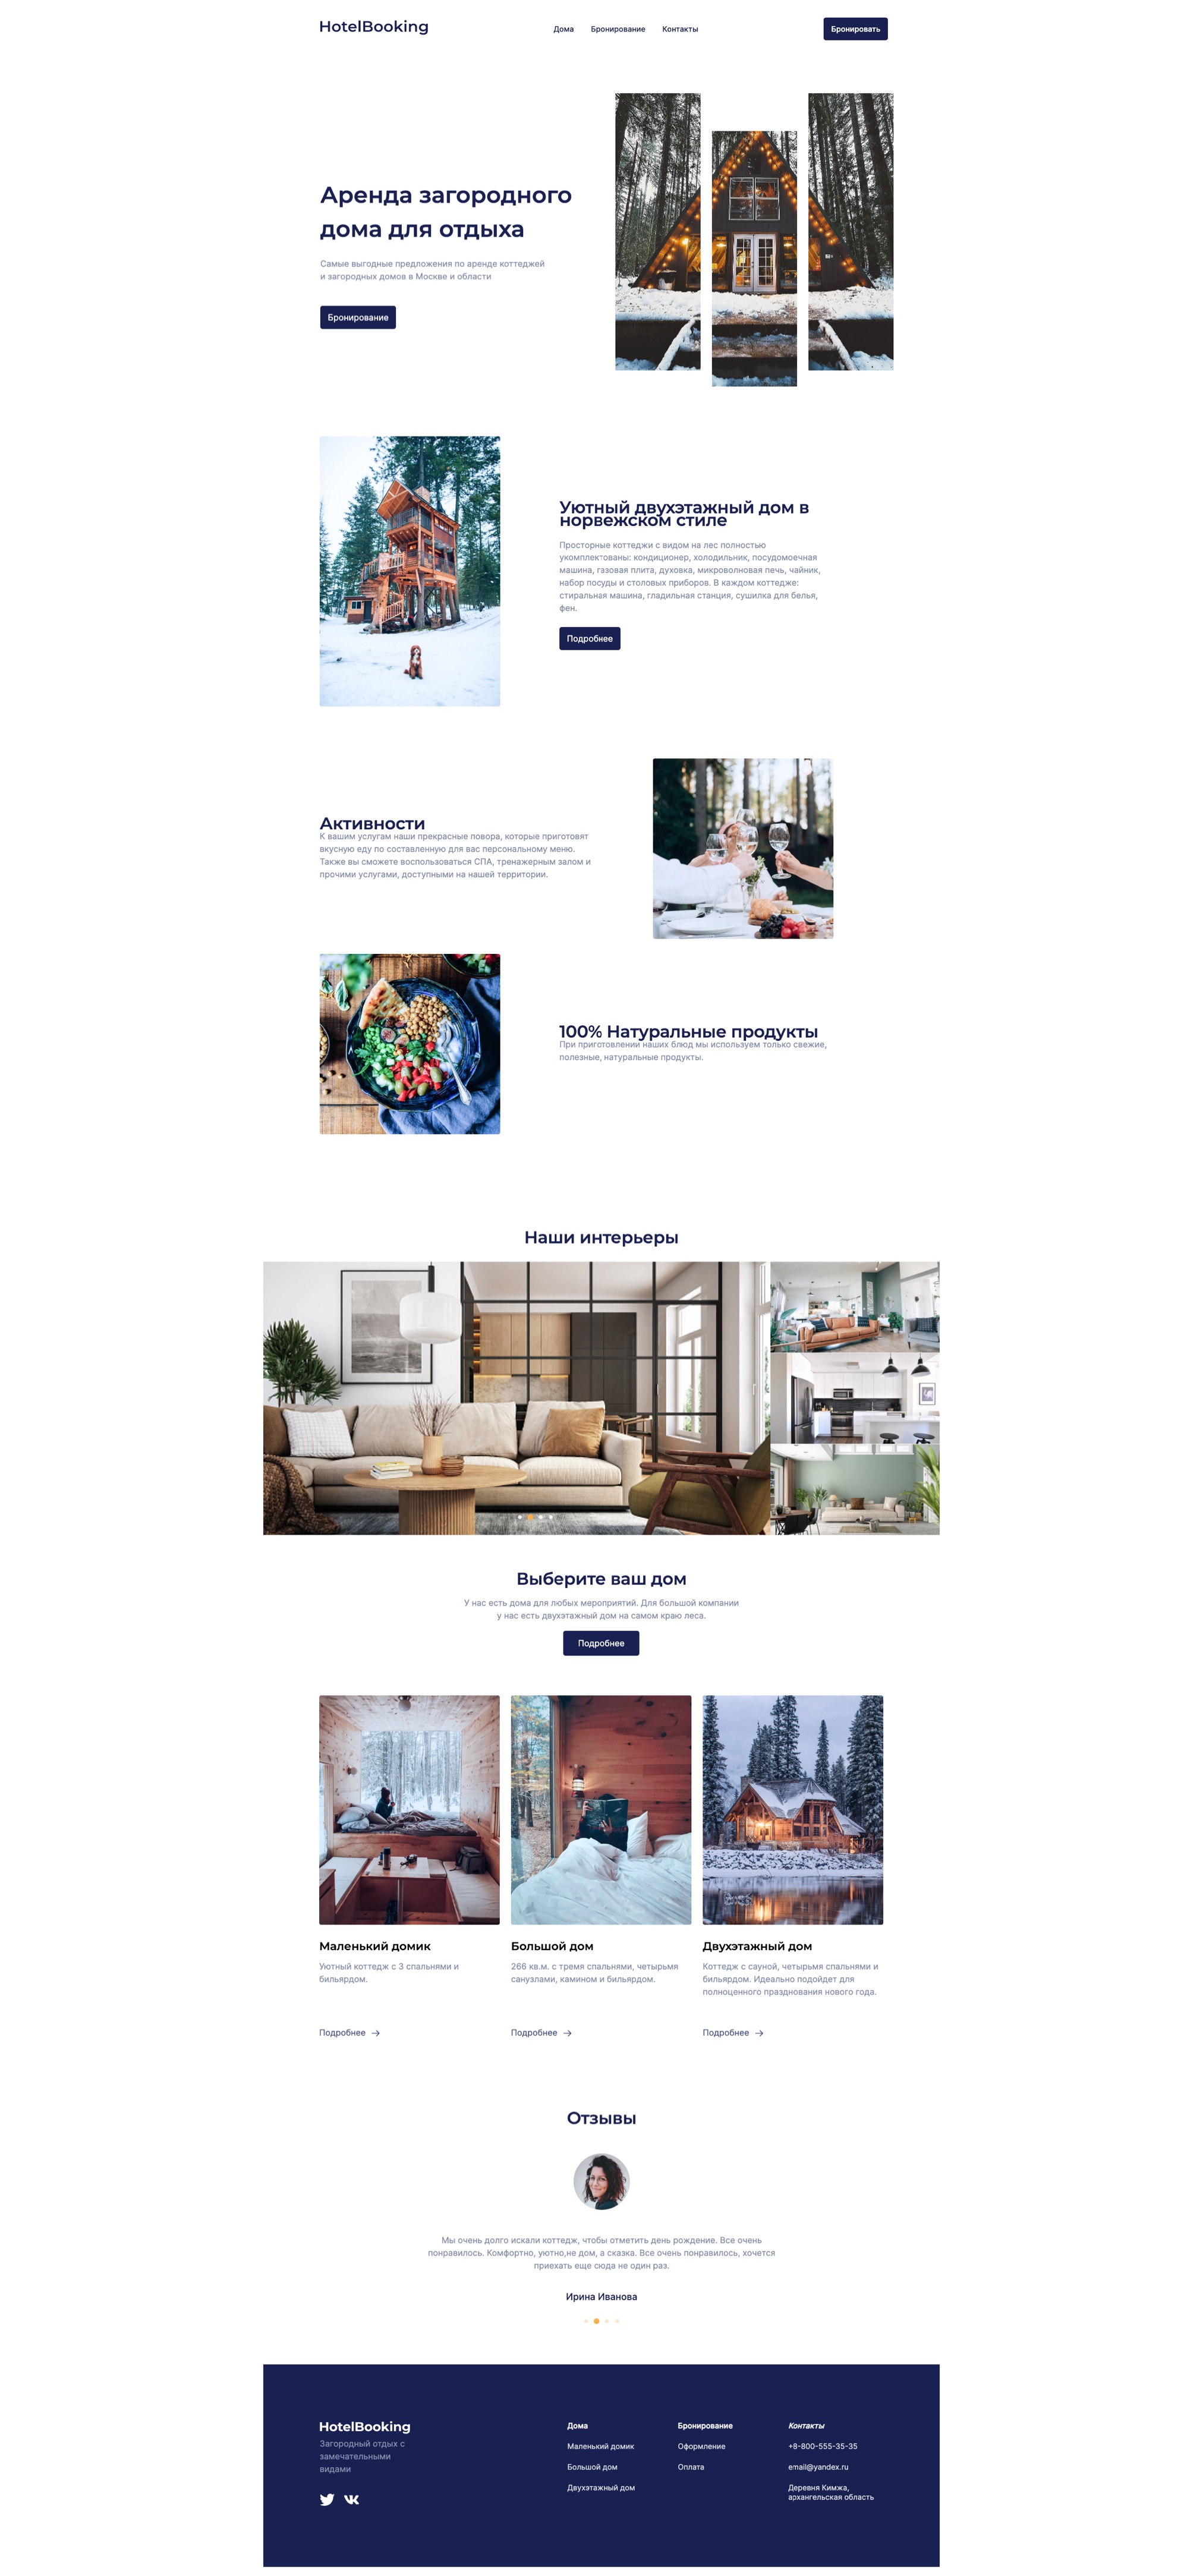 HotelBooking
Дома
Бронирование
Контакты
Бронировать
Аренда загородного
дома для отдыха
Самые выгодные предложения по аренде коттеджей
и загородных домов в Москве и области
Бронирование
Уютный двухэтажный дом в
норвежском стиле
Просторные коттеджи с видом на лес полностью
укомплектованы: кондиционер, холодильник, посудомоечная
машина, газовая плита, духовка, микроволновая печь, чайник,
набор посуды и столовых приборов. В каждом коттедже:
стиральная машина, гладильная станция, сушилка для белья,
фен.
Подробнее
Активности
К вашим услугам наши прекрасные повора, которые приготовят
вкусную еду по составленную для вас персональному меню.
Также вы сможете воспользоваться СПА, тренажерным залом и
прочими услугами, доступными на нашей территории.
100% Натуральные продукты
При приготовлении наших блюд мы используем только свежие,
полезные, натуральные продукты.
Наши интерьеры
Выберите ваш дом
У нас есть дома для любых мероприятий. Для большой компании
у нас есть двухэтажный дом на самом краю леса.
Подробнее
Маленький домик
Уютный коттедж с 3 спальнями и
бильярдом.
Подробнее
Большой дом
266 кв.м. с тремя спальнями, четырьмя
санузлами, камином и бильярдом.
Подробнее
Двухэтажный дом
Коттедж с сауной, четырьмя спальнями и
бильярдом. Идеально подойдет для
полноценного празднования нового года.
Подробнее
Отзывы
Мы очень долго искали коттедж, чтобы отметить день рождение. Все очень
понравилось. Комфортно, уютно,не дом, а сказка. Все очень понравилось, хочется
приехать еще сюда не один раз.
Ирина Иванова
HotelBooking
Загородный отдых с
замечательными
видами
Дома
Маленький домик
Большой дом
Двухэтажный дом
Бронирование
Оформление
Оплата
Контакты
+8-800-555-35-35
email@yandex.ru
Деревня Кимжа,
архангельская область